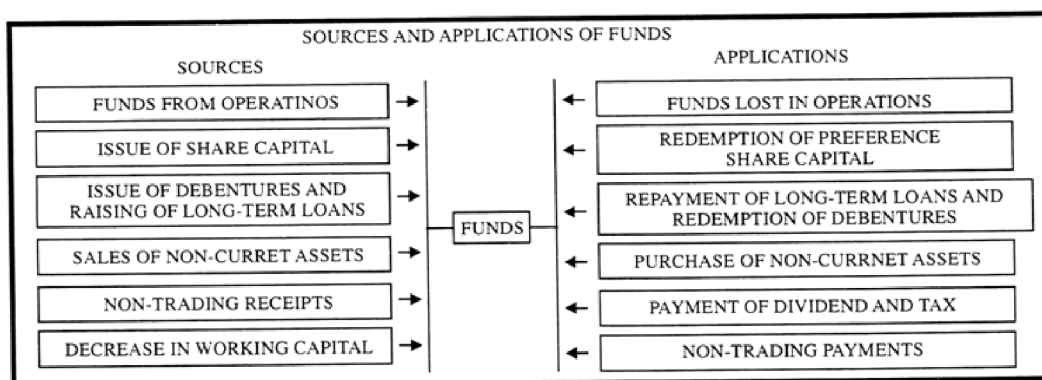 SOURCES AND APPLICATIONS OF FUNDS
SOURCES
FUNDS FROM OPERATINOS
ISSUE OF SHARE CAPITAL
ISSUE OF DEBENTURES AND
RAISING OF LONG-TERM LOANS
SALES OF NON-CURRET ASSETS
NON-TRADING RECEIPTS
DECREASE IN WORKING CAPITAL
FUNDS
APPLICATIONS
FUNDS LOST IN OPERATIONS
REDEMPTION OF PREFERENCE
SHARE CAPITAL
REPAYMENT OF LONG-TERM LOANS AND
REDEMPTION OF DEBENTURES
PURCHASE OF NON-CURRNET ASSETS
PAYMENT OF DIVIDEND AND TAX
NON-TRADING PAYMENTS